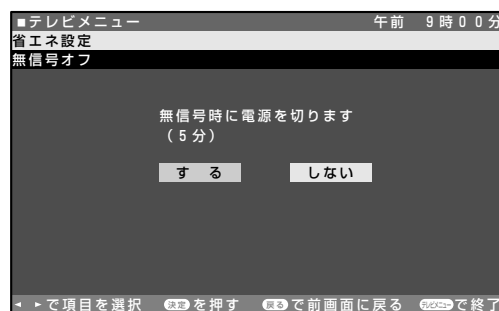 ■テレビメニュー 午前 9時00分
省エネ設定
無信号オフ
無信号時に電源を切ります
(5分)
する しない
◂ ▸で項目を選択 決定を押す 戻るで前画面に戻る テレビメニューで終了